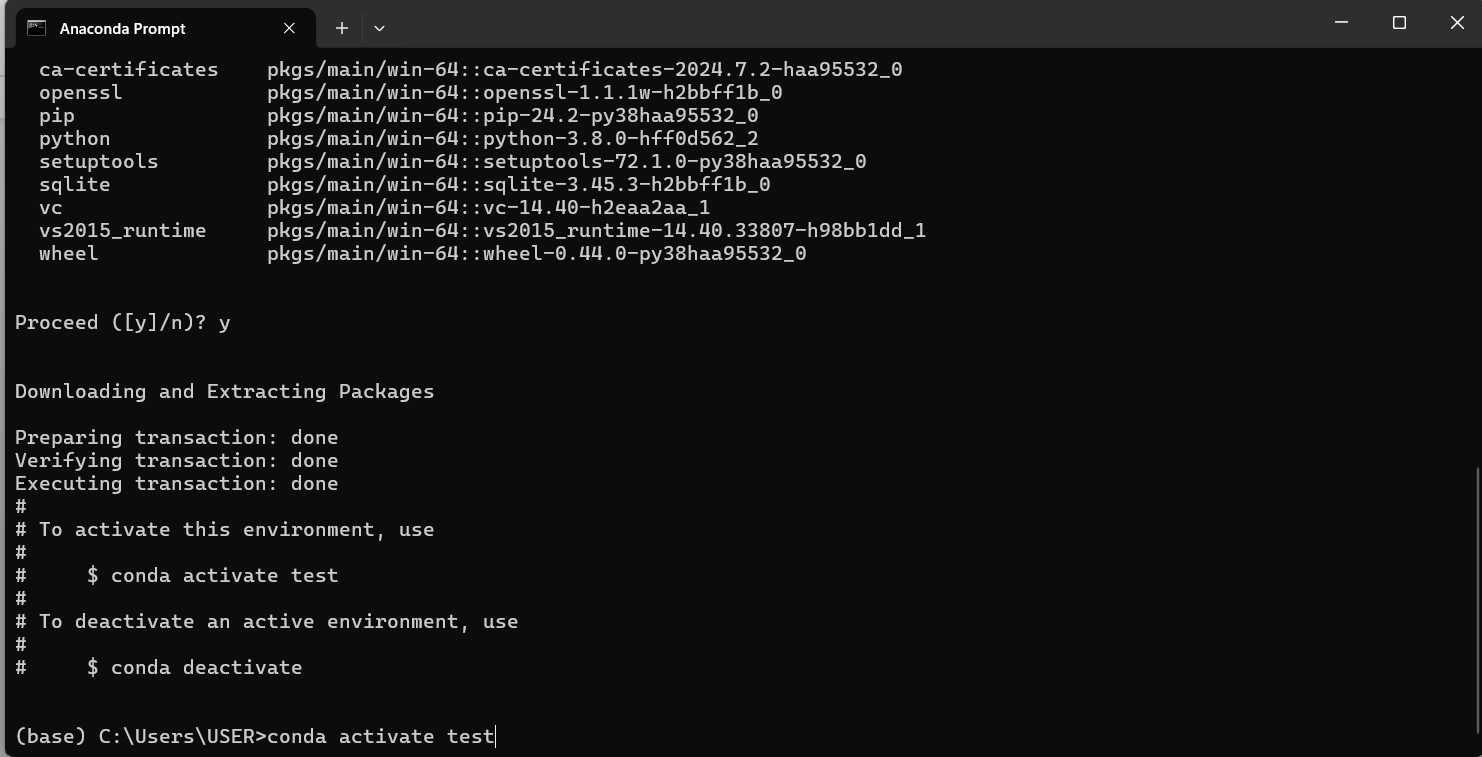 Anaconda Prompt
ca-certificates pkgs/main/win-64::ca-certificates-2024.7.2-haa95532_0
openssl pkgs/main/win-64::openssl-1.1.1w-h2bbff1b_0
pip pkgs/main/win-64::pip-24.2-py38haa95532_0
python pkgs/main/win-64::python-3.8.0-hff0d562_2
setuptools pkgs/main/win-64::setuptools-72.1.0-py38haa95532_0
sqlite pkgs/main/win-64::sqlite-3.45.3-h2bbff1b_0
vc pkgs/main/win-64::vc-14.40-h2eaa2aa_1
vs2015_runtime pkgs/main/win-64::vs2015_runtime-14.40.33807-h98bb1dd_1
wheel pkgs/main/win-64::wheel-0.44.0-py38haa95532_0
Proceed ([y]/n)? y
Downloading and Extracting Packages
Preparing transaction: done
Verifying transaction: done
Executing transaction: done
#
# To activate this environment, use
#
# $ conda activate test
#
# To deactivate an active environment, use
#
# $ conda deactivate
(base) C:\Users\USER>conda activate test